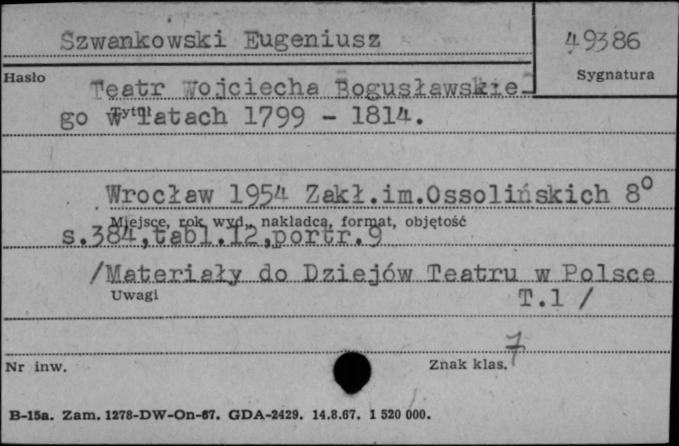 Szwankowski Eugeniusz
49386
Hasło
Sygnatura
Teatr Wojciecha Bogusławskie-
go w latach 1799 - 1814.
Tytuł
Wrocław 1954 Zakł.im.Ossolińskich 8°
Miejsce, rok wyd., nakładca, format, objętość
s.384,tabl.12,portr.9
/Materiały do Dziejów Teatru w Polsce
Uwagi
T.1 /
Nr inw.
Znak klas.
7
B-15a. Zam. 1278-DW-On-67. GDA-2429. 14.8.67. 1 520 000.